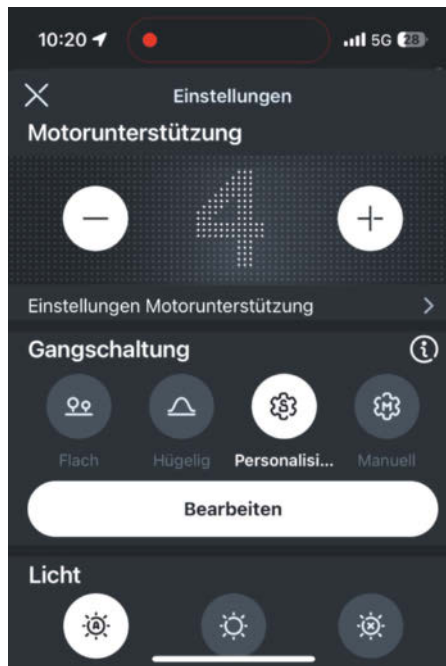 10:20 5G 28
Einstellungen
Motorunterstützung
4
Einstellungen Motorunterstützung
Gangschaltung
S M
Flach Hügelig Personalisi... Manuell
Bearbeiten
Licht
A